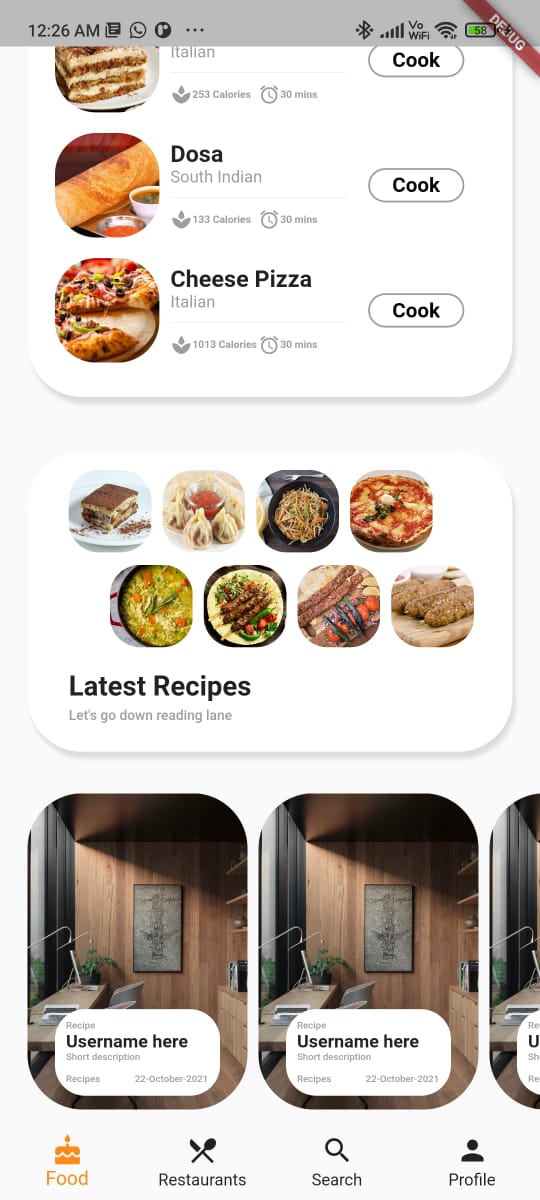 12:26 AM
Vo
WiFi
58
DEBUG
Italian
Cook
253 Calories 30 mins
Dosa
South Indian
Cook
133 Calories 30 mins
Cheese Pizza
Italian
Cook
1013 Calories 30 mins
Latest Recipes
Let's go down reading lane
Recipe
Username here
Short description
Recipes 22-October-2021
Recipe
Username here
Short description
Recipes 22-October-2021
Re
U
Sh
Re
Food
Restaurants
Search
Profile